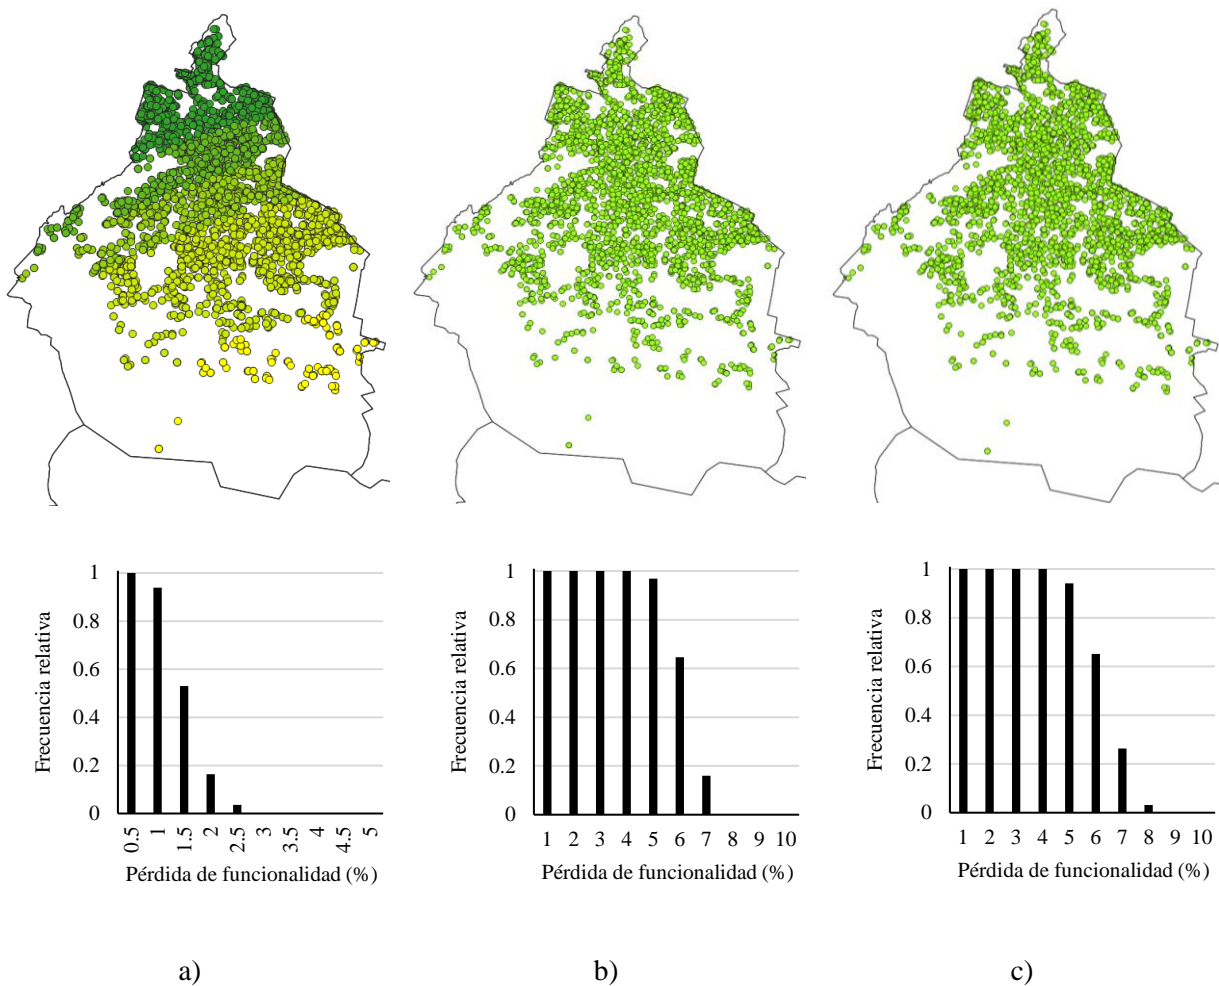 1
0.8
0.6
0.4
0.2
0
Frecuencia relativa
0.5
1
1.5
2
2.5
3
3.5
4
4.5
5
Pérdida de funcionalidad (%)
1
0.8
0.6
0.4
0.2
0
Frecuencia relativa
1 2 3 4 5 6 7 8 9 10
Pérdida de funcionalidad (%)
1
0.8
0.6
0.4
0.2
0
Frecuencia relativa
1 2 3 4 5 6 7 8 9 10
Pérdida de funcionalidad (%)
a)
b)
c)